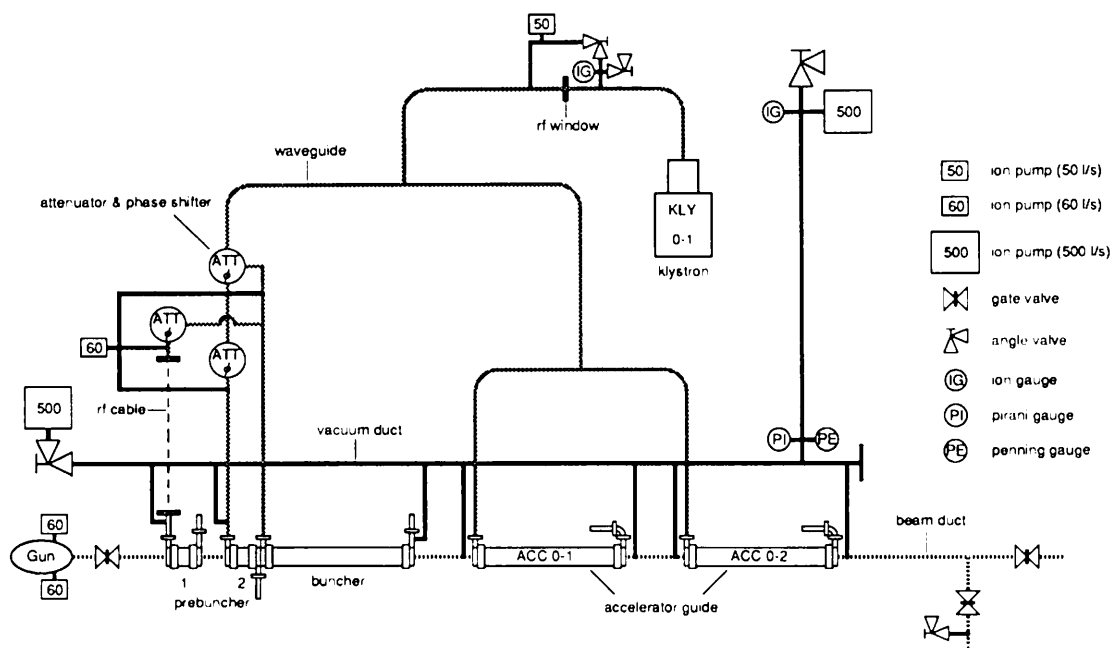 50
IG
rf window
IG
500
waveguide
attenuator & phase shifter
KLY
0-1
klystron
50 ion pump (50 l/s)
60 ion pump (60 l/s)
500 ion pump (500 l/s)
gate valve
angle valve
IG ion gauge
PI pirani gauge
PE penning gauge
ATT
ATT
60
ATT
500
rf cable
vacuum duct
PI PE
beam duct
60
Gun
60
1 2
prebuncher
buncher
ACC 0-1
ACC 0-2
accelerator guide